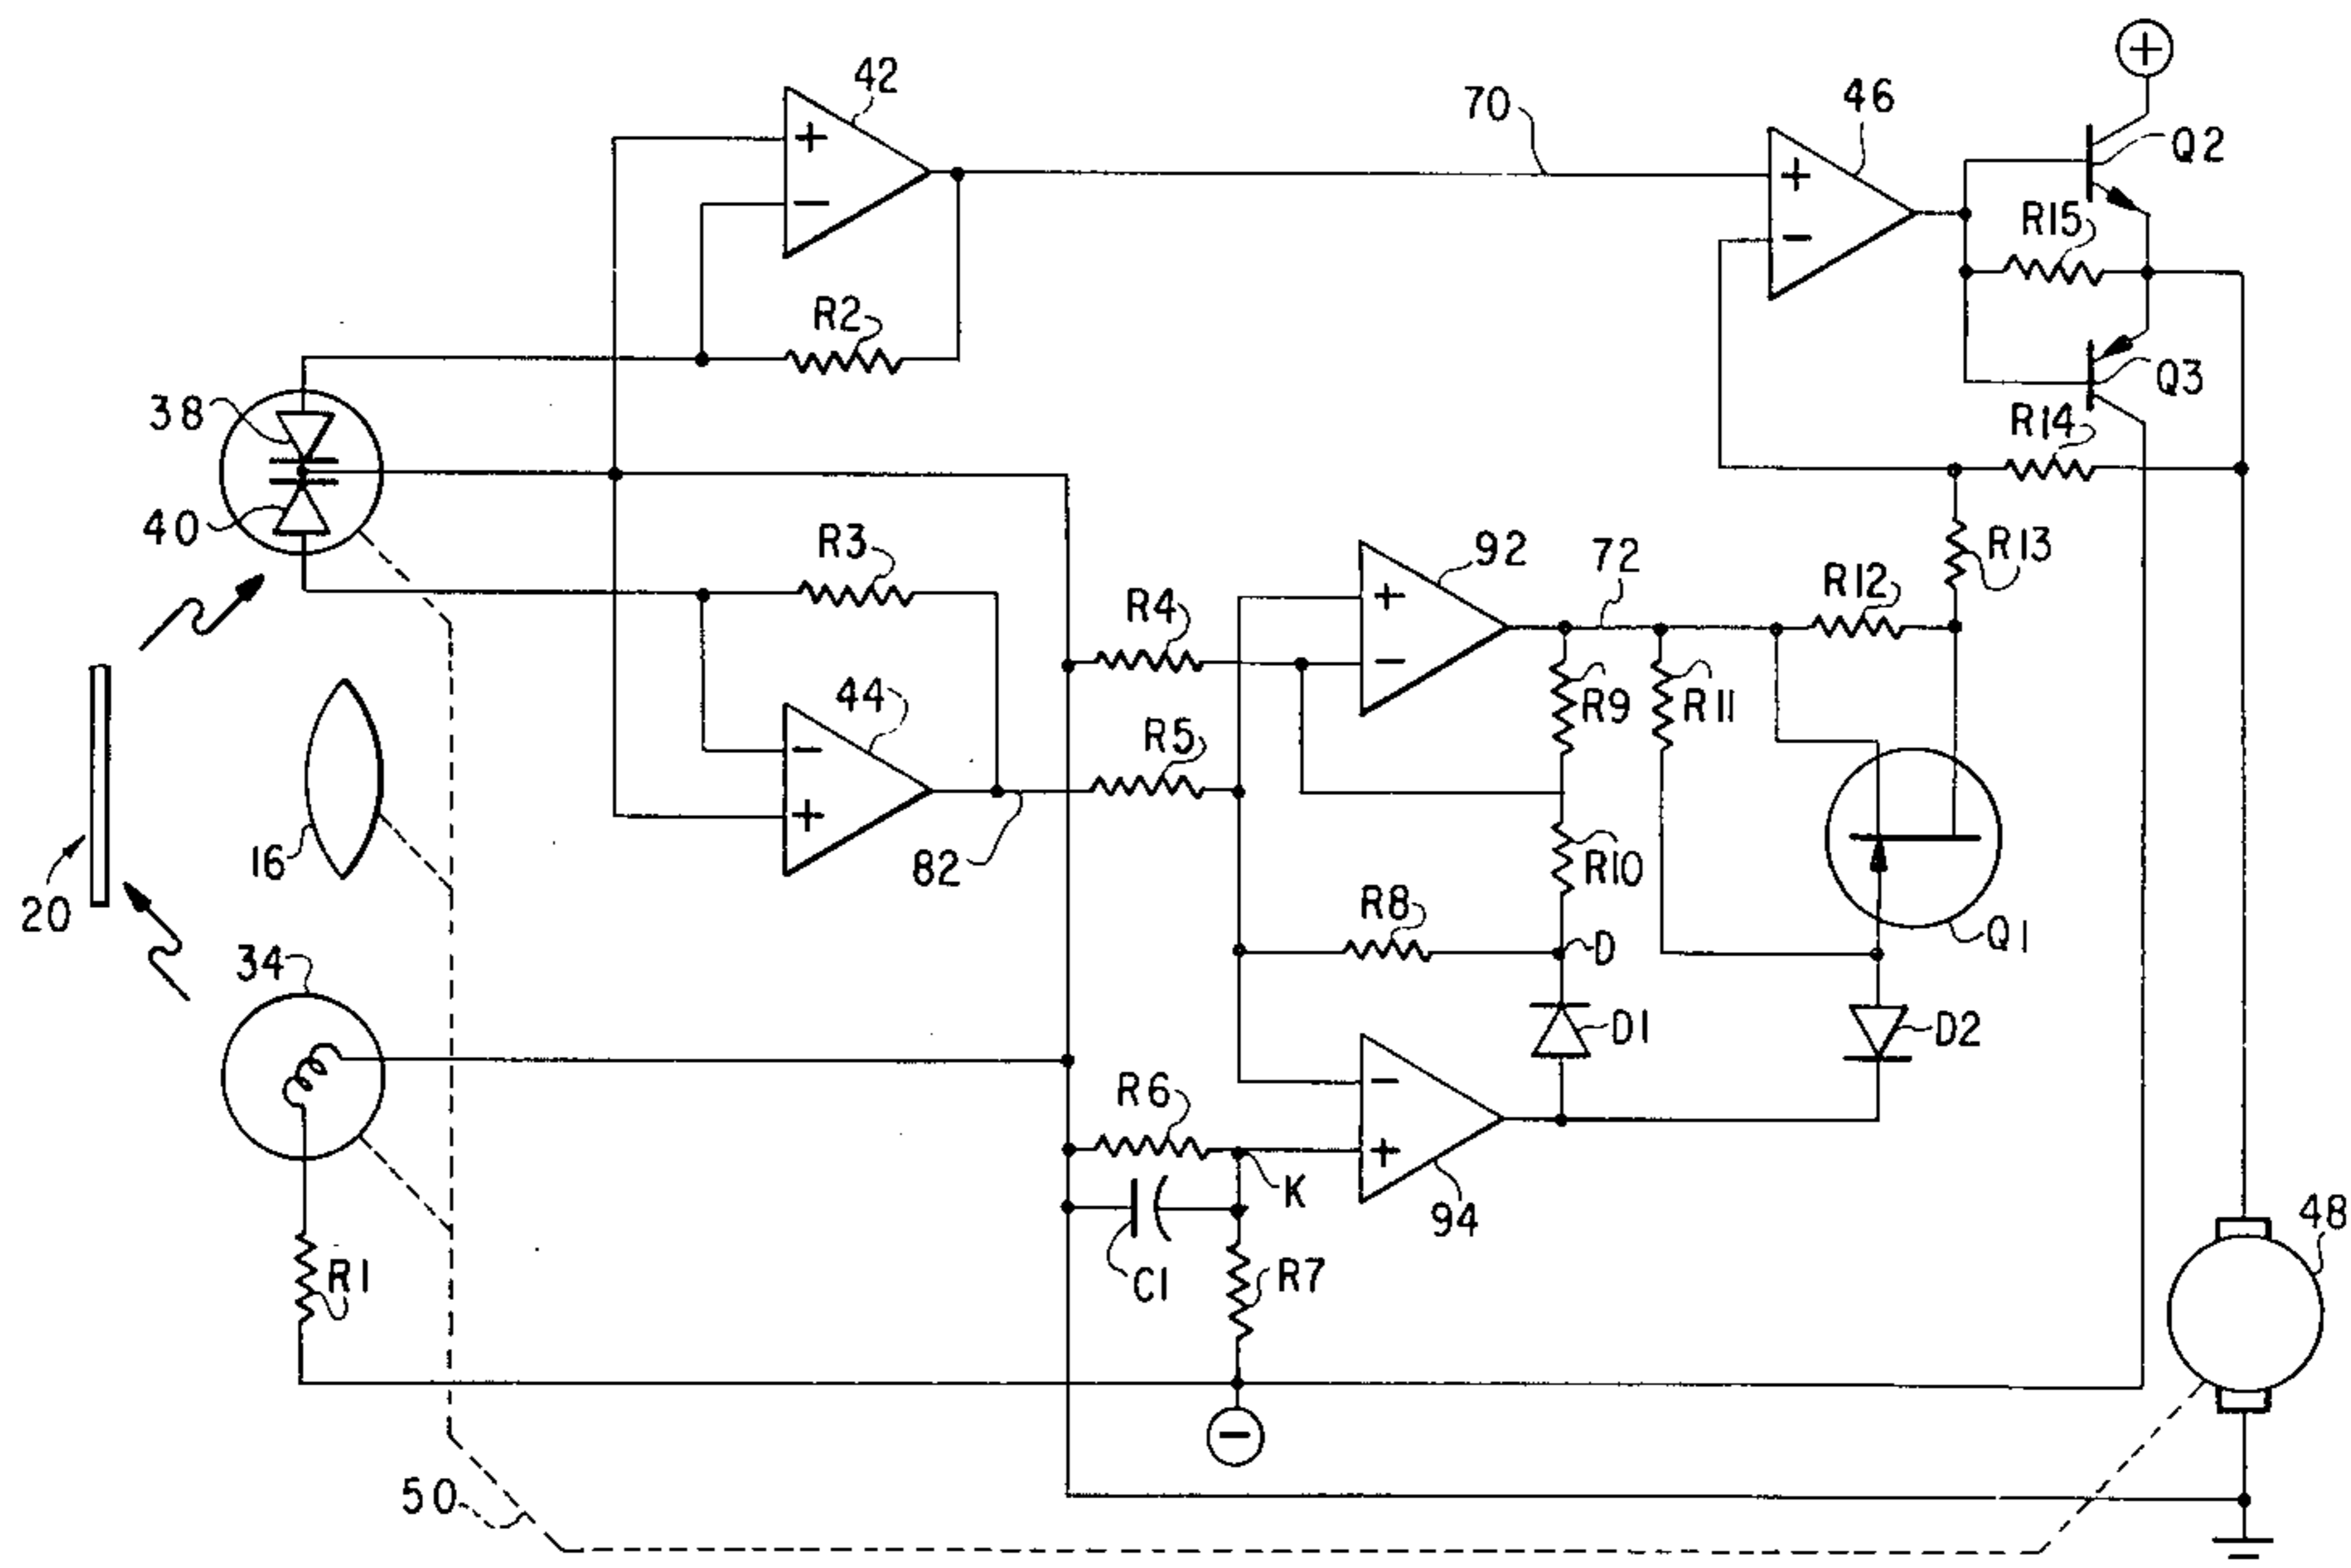 +
42
70
46
+
−
+
−
Q2
R15
R2
Q3
38
R14
40
R3
92
72
R13
R4
+
−
R12
44
R5
R9
R11
−
+
16
82
R10
20
R8
D
Q1
34
D1
D2
R6
−
+
K
94
48
R1
C1
R7
−
50